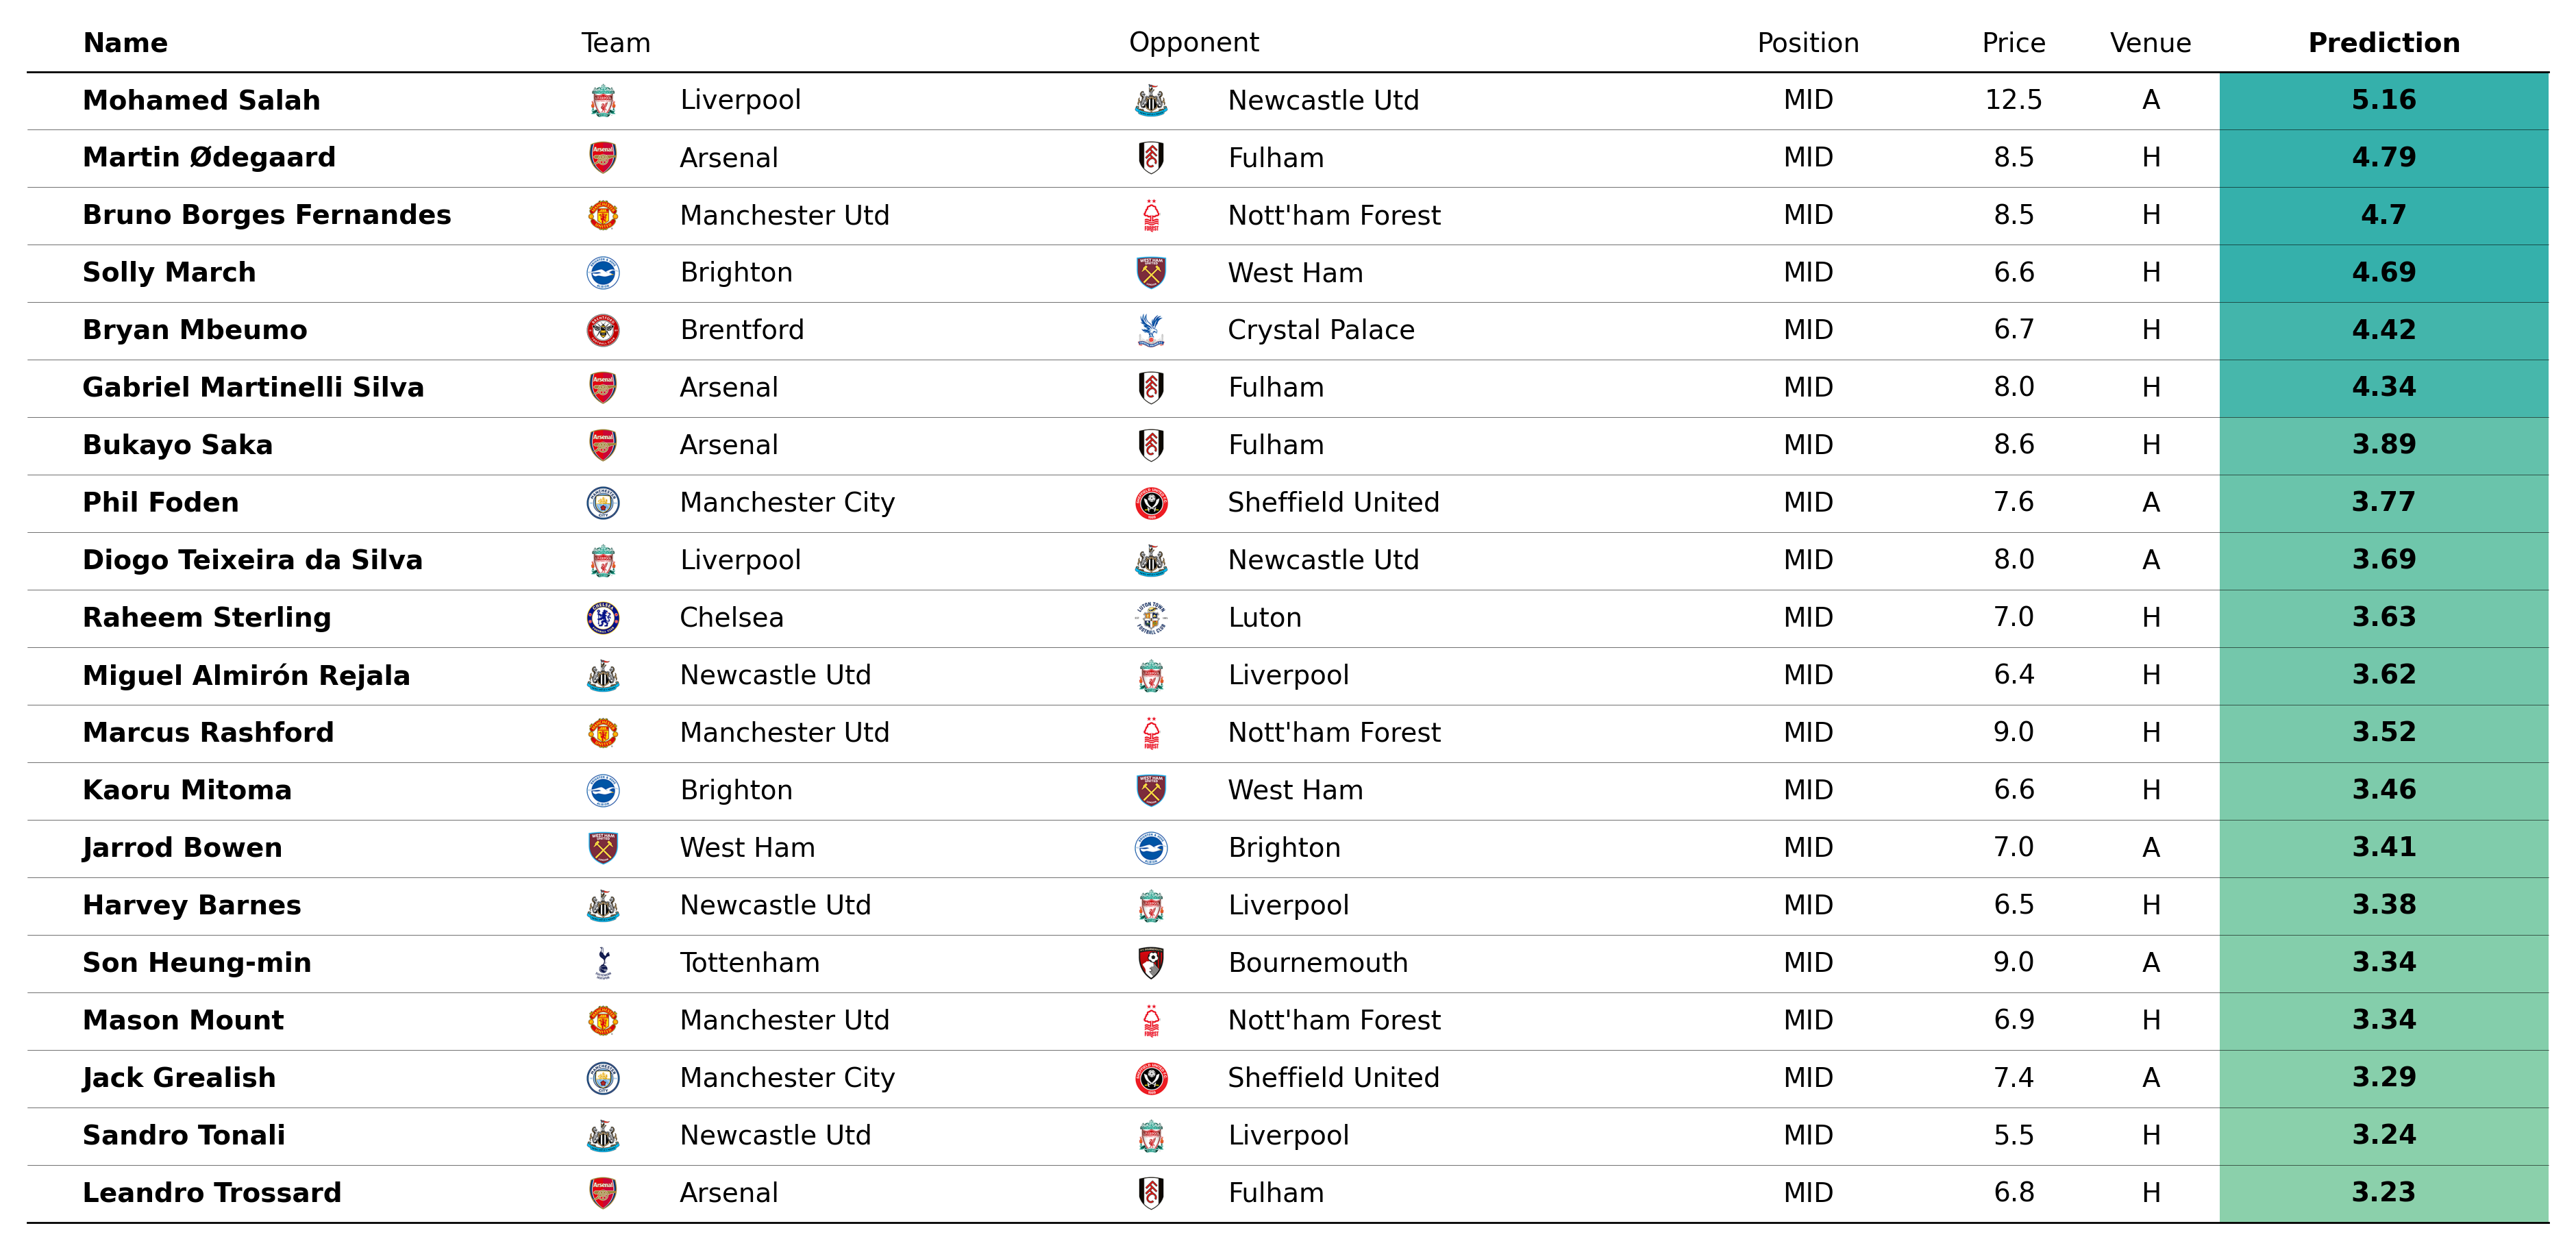 Name Team Opponent Position Price Venue Prediction
Mohamed Salah Liverpool Newcastle Utd MID 12.5 A 5.16
Martin Ødegaard Arsenal Fulham MID 8.5 H 4.79
Bruno Borges Fernandes Manchester Utd Nott'ham Forest MID 8.5 H 4.7
Solly March Brighton West Ham MID 6.6 H 4.69
Bryan Mbeumo Brentford Crystal Palace MID 6.7 H 4.42
Gabriel Martinelli Silva Arsenal Fulham MID 8.0 H 4.34
Bukayo Saka Arsenal Fulham MID 8.6 H 3.89
Phil Foden Manchester City Sheffield United MID 7.6 A 3.77
Diogo Teixeira da Silva Liverpool Newcastle Utd MID 8.0 A 3.69
Raheem Sterling Chelsea Luton MID 7.0 H 3.63
Miguel Almirón Rejala Newcastle Utd Liverpool MID 6.4 H 3.62
Marcus Rashford Manchester Utd Nott'ham Forest MID 9.0 H 3.52
Kaoru Mitoma Brighton West Ham MID 6.6 H 3.46
Jarrod Bowen West Ham Brighton MID 7.0 A 3.41
Harvey Barnes Newcastle Utd Liverpool MID 6.5 H 3.38
Son Heung-min Tottenham Bournemouth MID 9.0 A 3.34
Mason Mount Manchester Utd Nott'ham Forest MID 6.9 H 3.34
Jack Grealish Manchester City Sheffield United MID 7.4 A 3.29
Sandro Tonali Newcastle Utd Liverpool MID 5.5 H 3.24
Leandro Trossard Arsenal Fulham MID 6.8 H 3.23